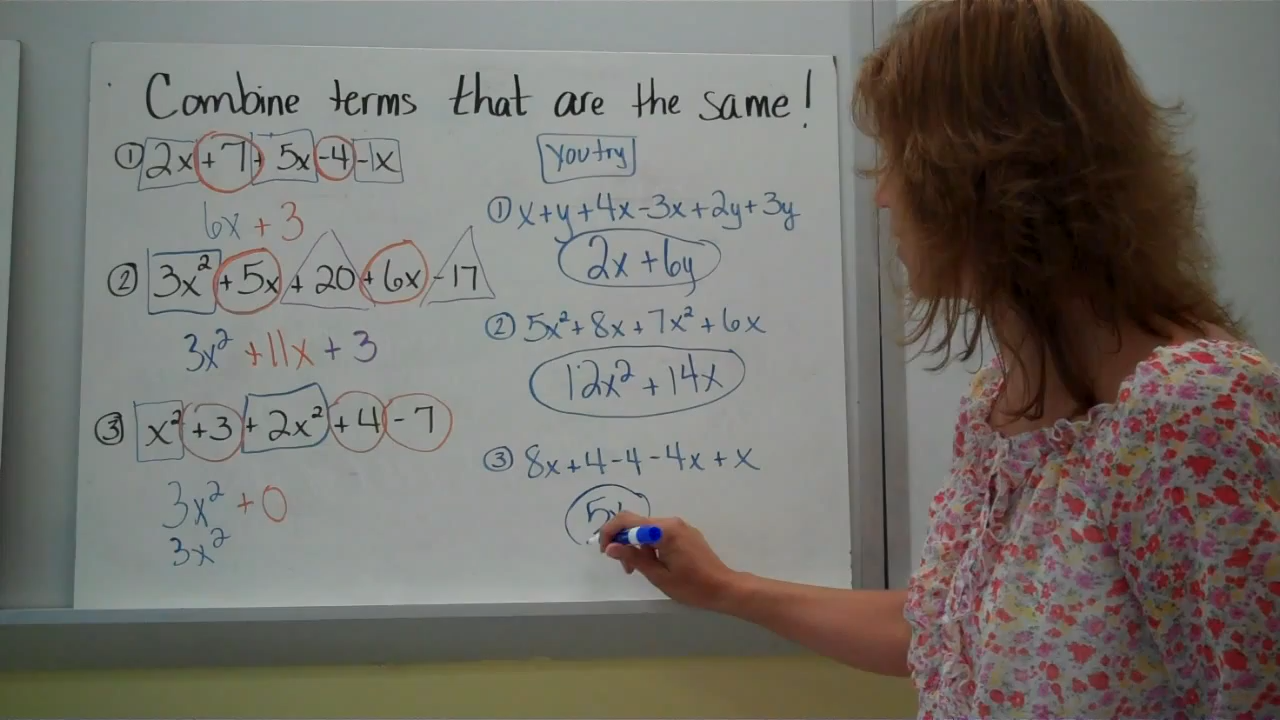 Combine terms that are the same!
① 2x + 7 + 5x - 4 - 1x
6x + 3
② 3x² + 5x + 20 + 6x - 17
3x² + 11x + 3
③ x² + 3 + 2x² + 4 - 7
3x² + 0
3x²
You try
① x + y + 4x - 3x + 2y + 3y
2x + 6y
② 5x² + 8x + 7x² + 6x
12x² + 14x
③ 8x + 4 - 4 - 4x + x
5x